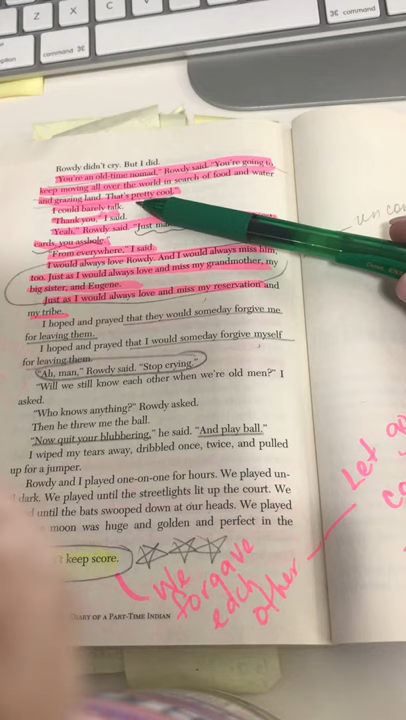 Z
X
C
option
command ⌘
⌘ command
Rowdy didn't cry. But I did.
"You're an old-time nomad," Rowdy said. "You're going to
keep moving all over the world in search of food and water
and grazing land. That's pretty cool."
I could barely talk.
"Thank you," I said.
"Yeah," Rowdy said. "Just
cards, you asshole."
"From everywhere," I said.
I would always love Rowdy. And I would always miss him,
too. Just as I would always love and miss my grandmother, my
big sister, and Eugene.
Just as I would always love and miss my reservation and
my tribe.
I hoped and prayed that they would someday forgive me
for leaving them.
I hoped and prayed that I would someday forgive myself
for leaving them.
"Ah, man," Rowdy said. "Stop crying."
"Will we still know each other when we're old men?" I
asked.
"Who knows anything?" Rowdy asked.
Then he threw me the ball.
"Now quit your blubbering," he said. "And play ball."
I wiped my tears away, dribbled once, twice, and pulled
up for a jumper.
Rowdy and I played one-on-one for hours. We played un-
dark. We played until the streetlights lit up the court. We
until the bats swooped down at our heads. We played
moon was huge and golden and perfect in the
keep score.
We
forgave
each
other
Let
DIARY OF A PART-TIME INDIAN